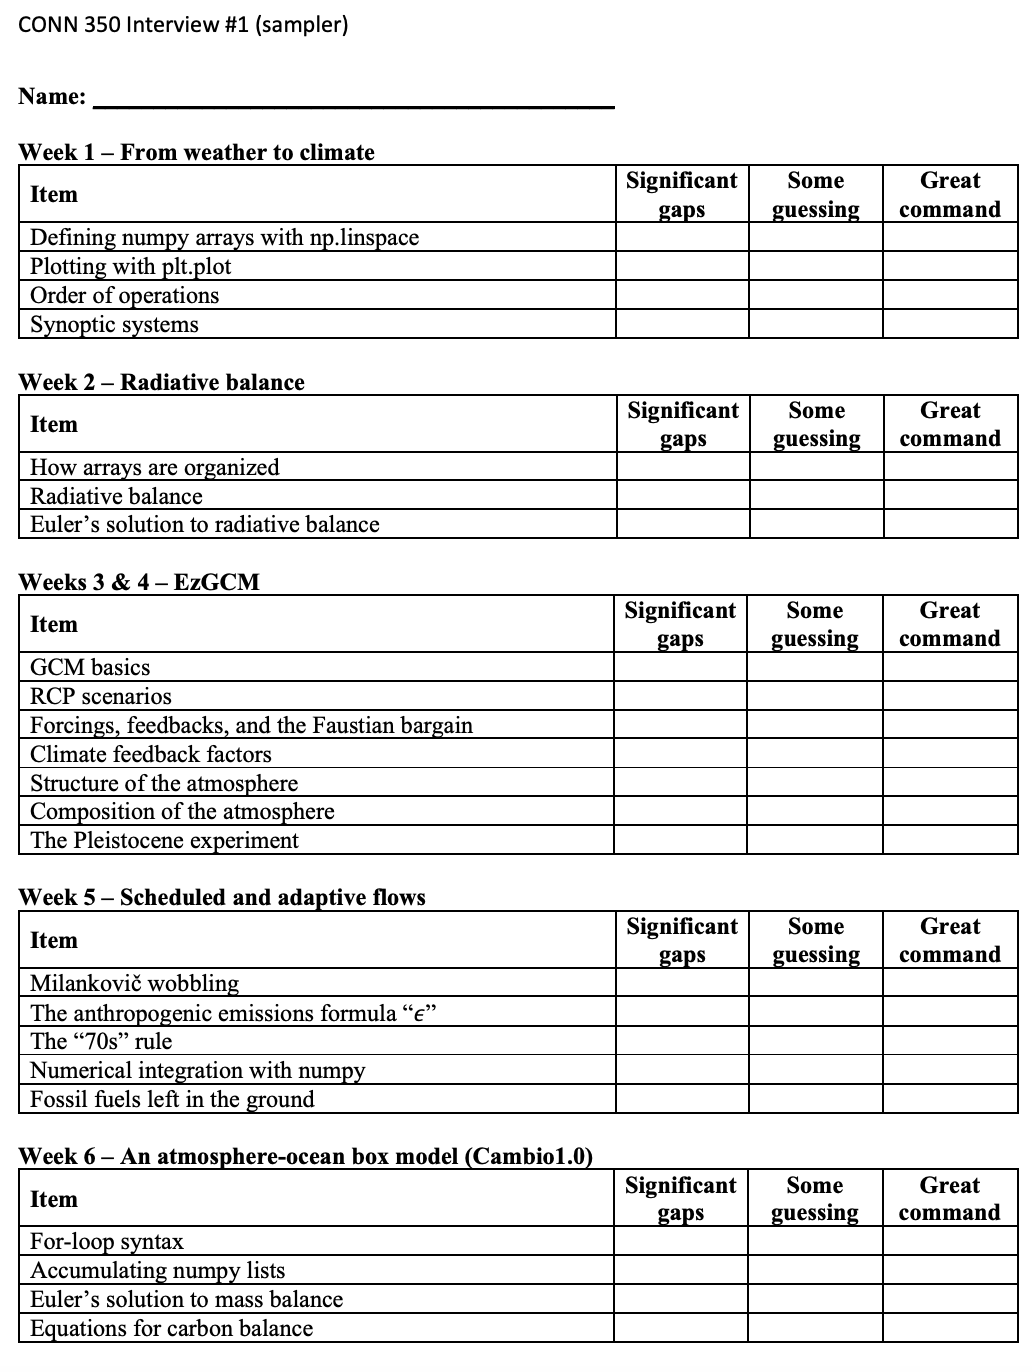 CONN 350 Interview #1 (sampler)
Name:
Week 1 – From weather to climate
Item
Significant gaps
Some guessing
Great command
Defining numpy arrays with np.linspace
Plotting with plt.plot
Order of operations
Synoptic systems
Week 2 – Radiative balance
Item
Significant gaps
Some guessing
Great command
How arrays are organized
Radiative balance
Euler’s solution to radiative balance
Weeks 3 & 4 – EzGCM
Item
Significant gaps
Some guessing
Great command
GCM basics
RCP scenarios
Forcings, feedbacks, and the Faustian bargain
Climate feedback factors
Structure of the atmosphere
Composition of the atmosphere
The Pleistocene experiment
Week 5 – Scheduled and adaptive flows
Item
Significant gaps
Some guessing
Great command
Milankovič wobbling
The anthropogenic emissions formula “ϵ”
The “70s” rule
Numerical integration with numpy
Fossil fuels left in the ground
Week 6 – An atmosphere-ocean box model (Cambio1.0)
Item
Significant gaps
Some guessing
Great command
For-loop syntax
Accumulating numpy lists
Euler’s solution to mass balance
Equations for carbon balance